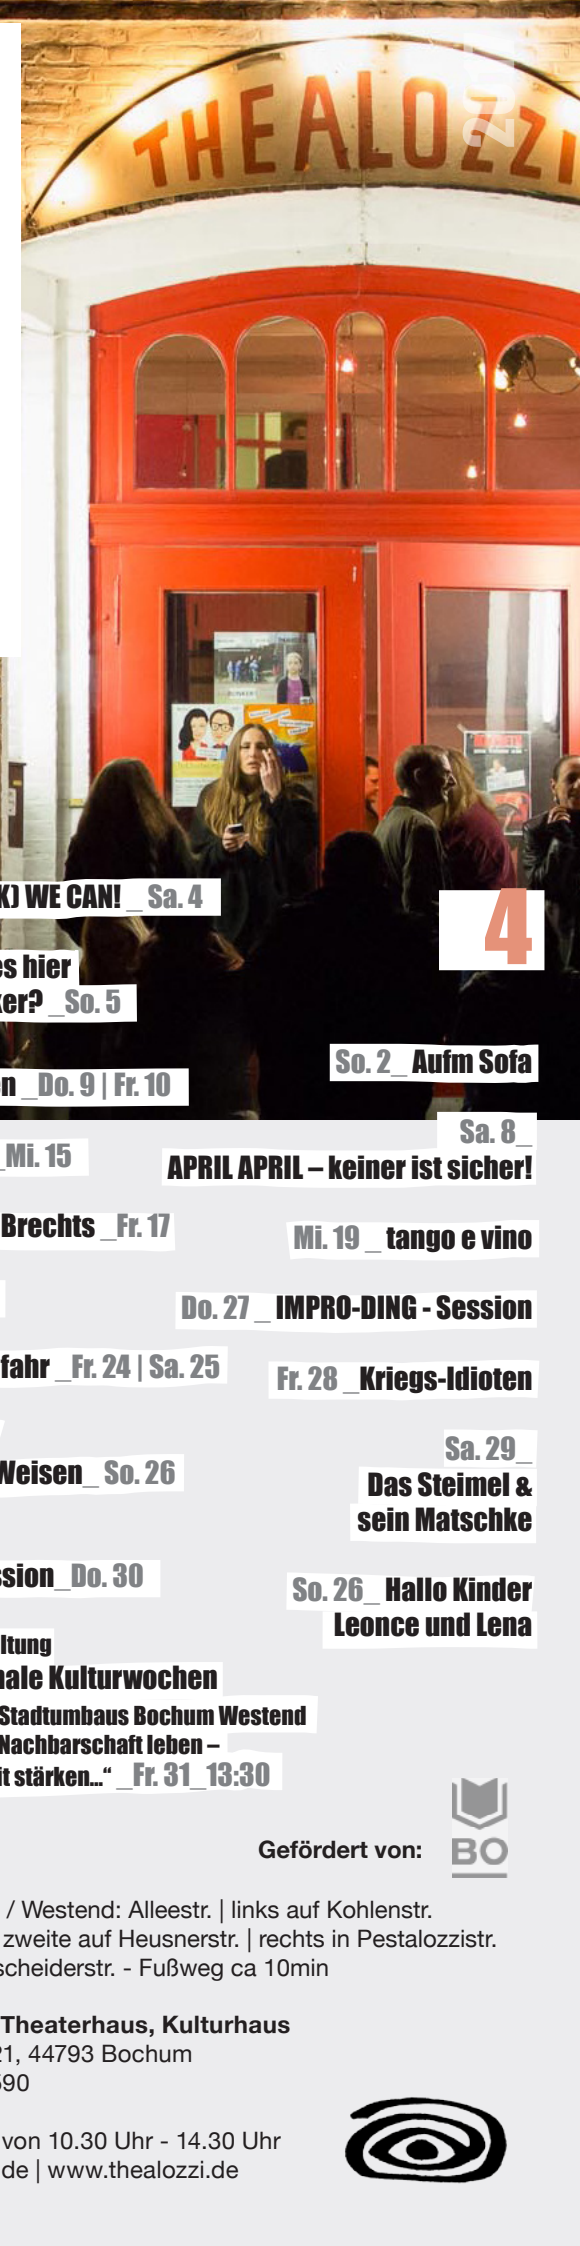 THEALOZZI
2017
K) WE CAN! _ Sa. 4
es hier
ker? _So. 5
n _Do. 9 | Fr. 10
_Mi. 15
Brechts _Fr. 17
fahr _Fr. 24 | Sa. 25
Weisen_ So. 26
ssion_Do. 30
ltung
nale Kulturwochen
Stadtumbaus Bochum Westend
Nachbarschaft leben –
it stärken...“ _Fr. 31_13:30
4
So. 2_ Aufm Sofa
Sa. 8_
APRIL APRIL – keiner ist sicher!
Mi. 19 _ tango e vino
Do. 27 _ IMPRO-DING - Session
Fr. 28 _Kriegs-Idioten
Sa. 29_
Das Steimel &
sein Matschke
So. 26_ Hallo Kinder
Leonce und Lena
Gefördert von:
BO
/ Westend: Alleestr. | links auf Kohlenstr.
zweite auf Heusnerstr. | rechts in Pestalozzistr.
scheiderstr. - Fußweg ca 10min
Theaterhaus, Kulturhaus
21, 44793 Bochum
590
von 10.30 Uhr - 14.30 Uhr
de | www.thealozzi.de